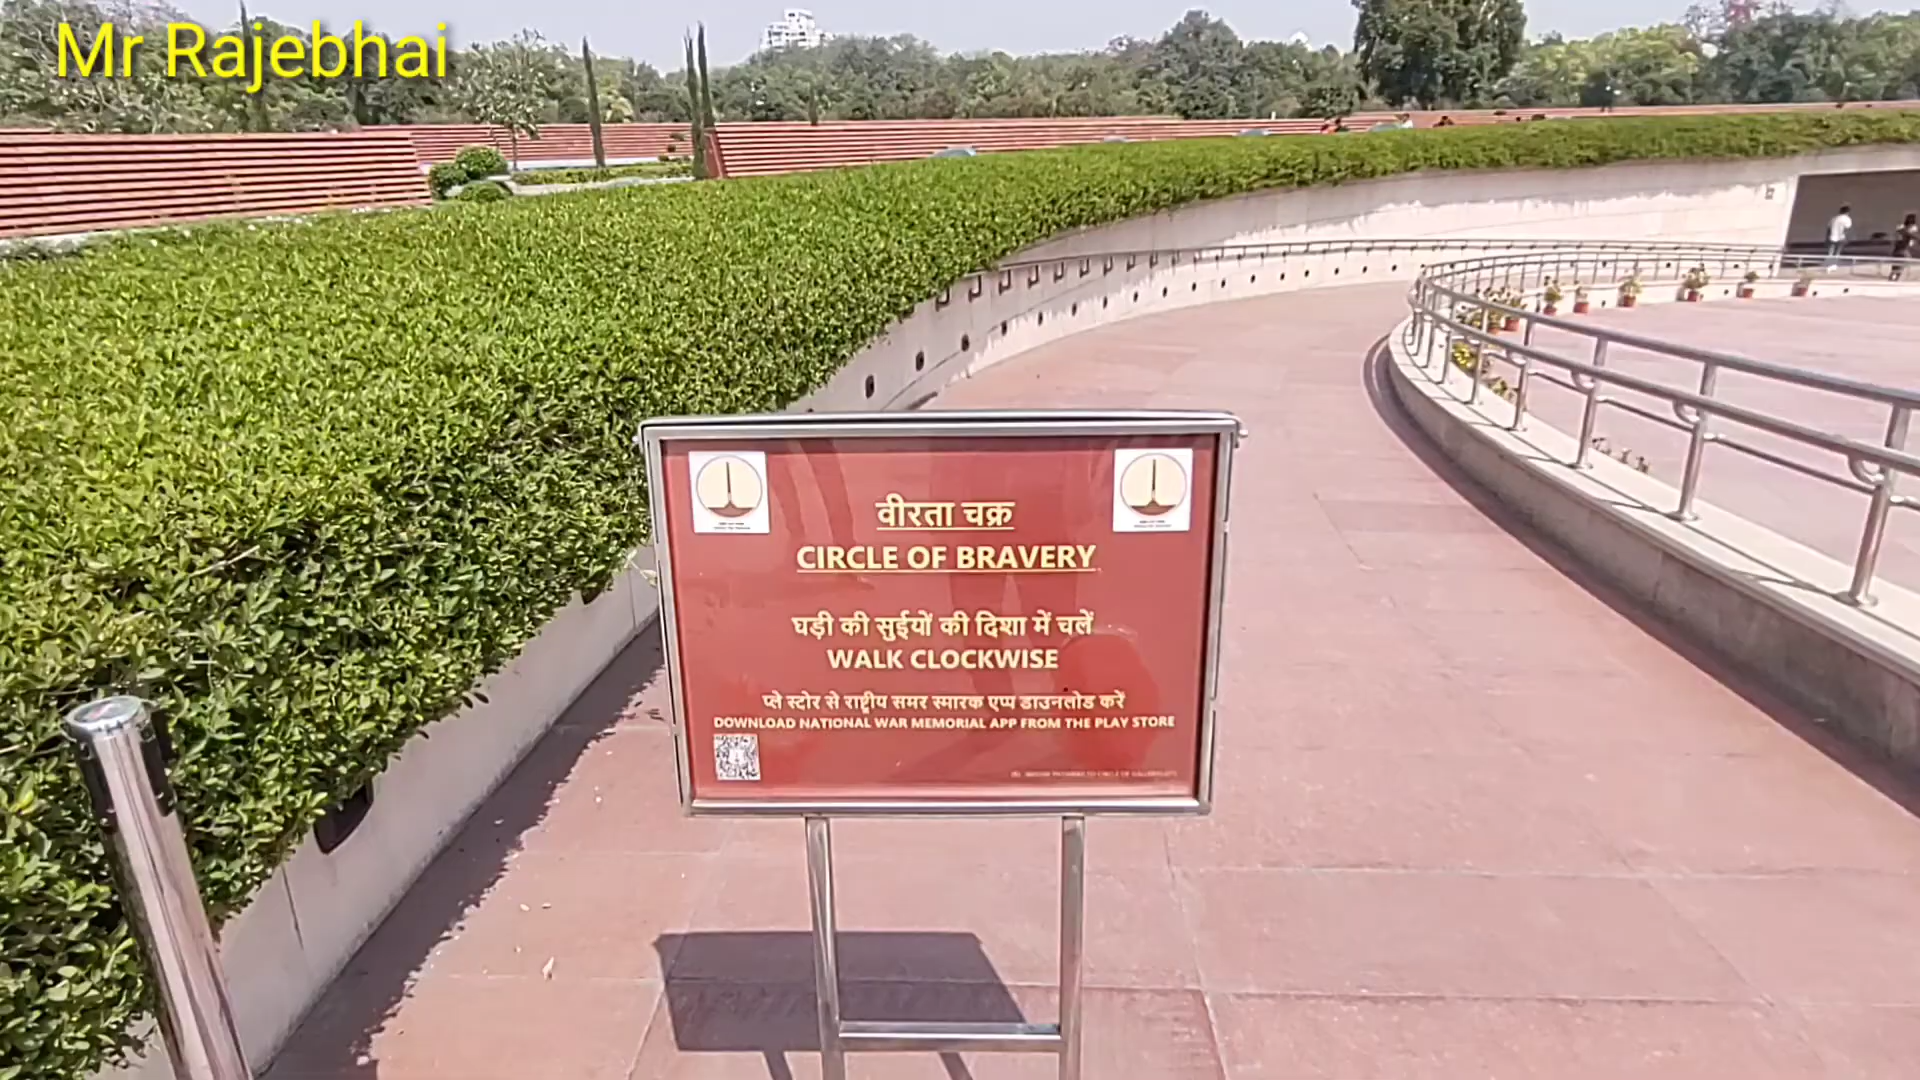 Mr Rajebhai
वीरता चक्र
CIRCLE OF BRAVERY
घड़ी की सुईयों की दिशा में चलें
WALK CLOCKWISE
प्ले स्टोर से राष्ट्रीय समर स्मारक एप्प डाउनलोड करें
DOWNLOAD NATIONAL WAR MEMORIAL APP FROM THE PLAY STORE